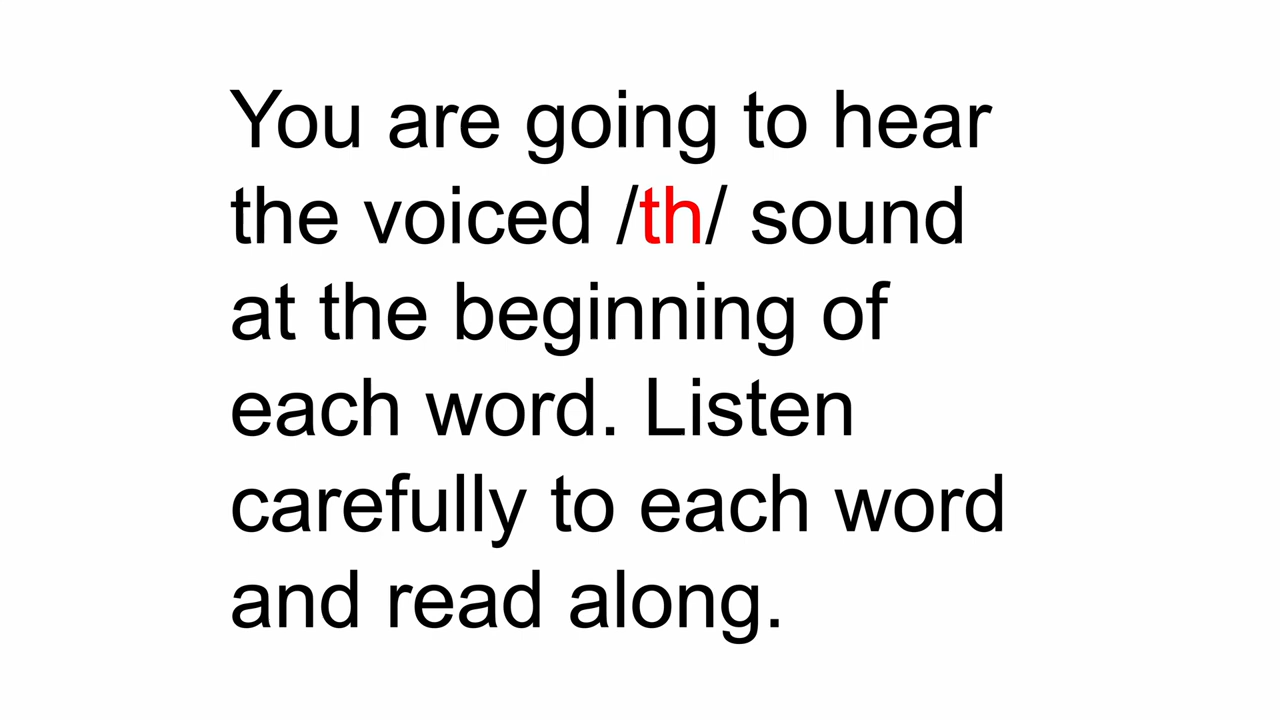 You are going to hear
the voiced /th/ sound
at the beginning of
each word. Listen
carefully to each word
and read along.